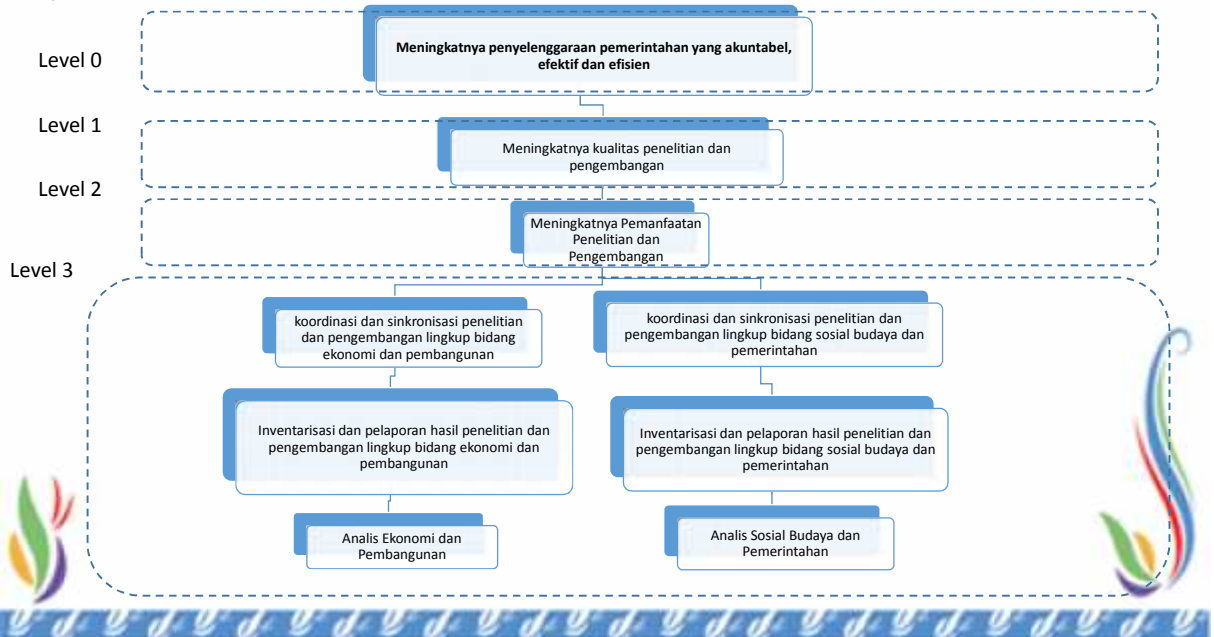 Level 0
Meningkatnya penyelenggaraan pemerintahan yang akuntabel,
efektif dan efisien
Level 1
Meningkatnya kualitas penelitian dan
pengembangan
Level 2
Meningkatnya Pemanfaatan
Penelitian dan
Pengembangan
Level 3
koordinasi dan sinkronisasi penelitian
dan pengembangan lingkup bidang
ekonomi dan pembangunan
koordinasi dan sinkronisasi penelitian dan
pengembangan lingkup bidang sosial budaya dan
pemerintahan
Inventarisasi dan pelaporan hasil penelitian dan
pengembangan lingkup bidang ekonomi dan
pembangunan
Inventarisasi dan pelaporan hasil penelitian dan
pengembangan lingkup bidang sosial budaya dan
pemerintahan
Analis Ekonomi dan
Pembangunan
Analis Sosial Budaya dan
Pemerintahan